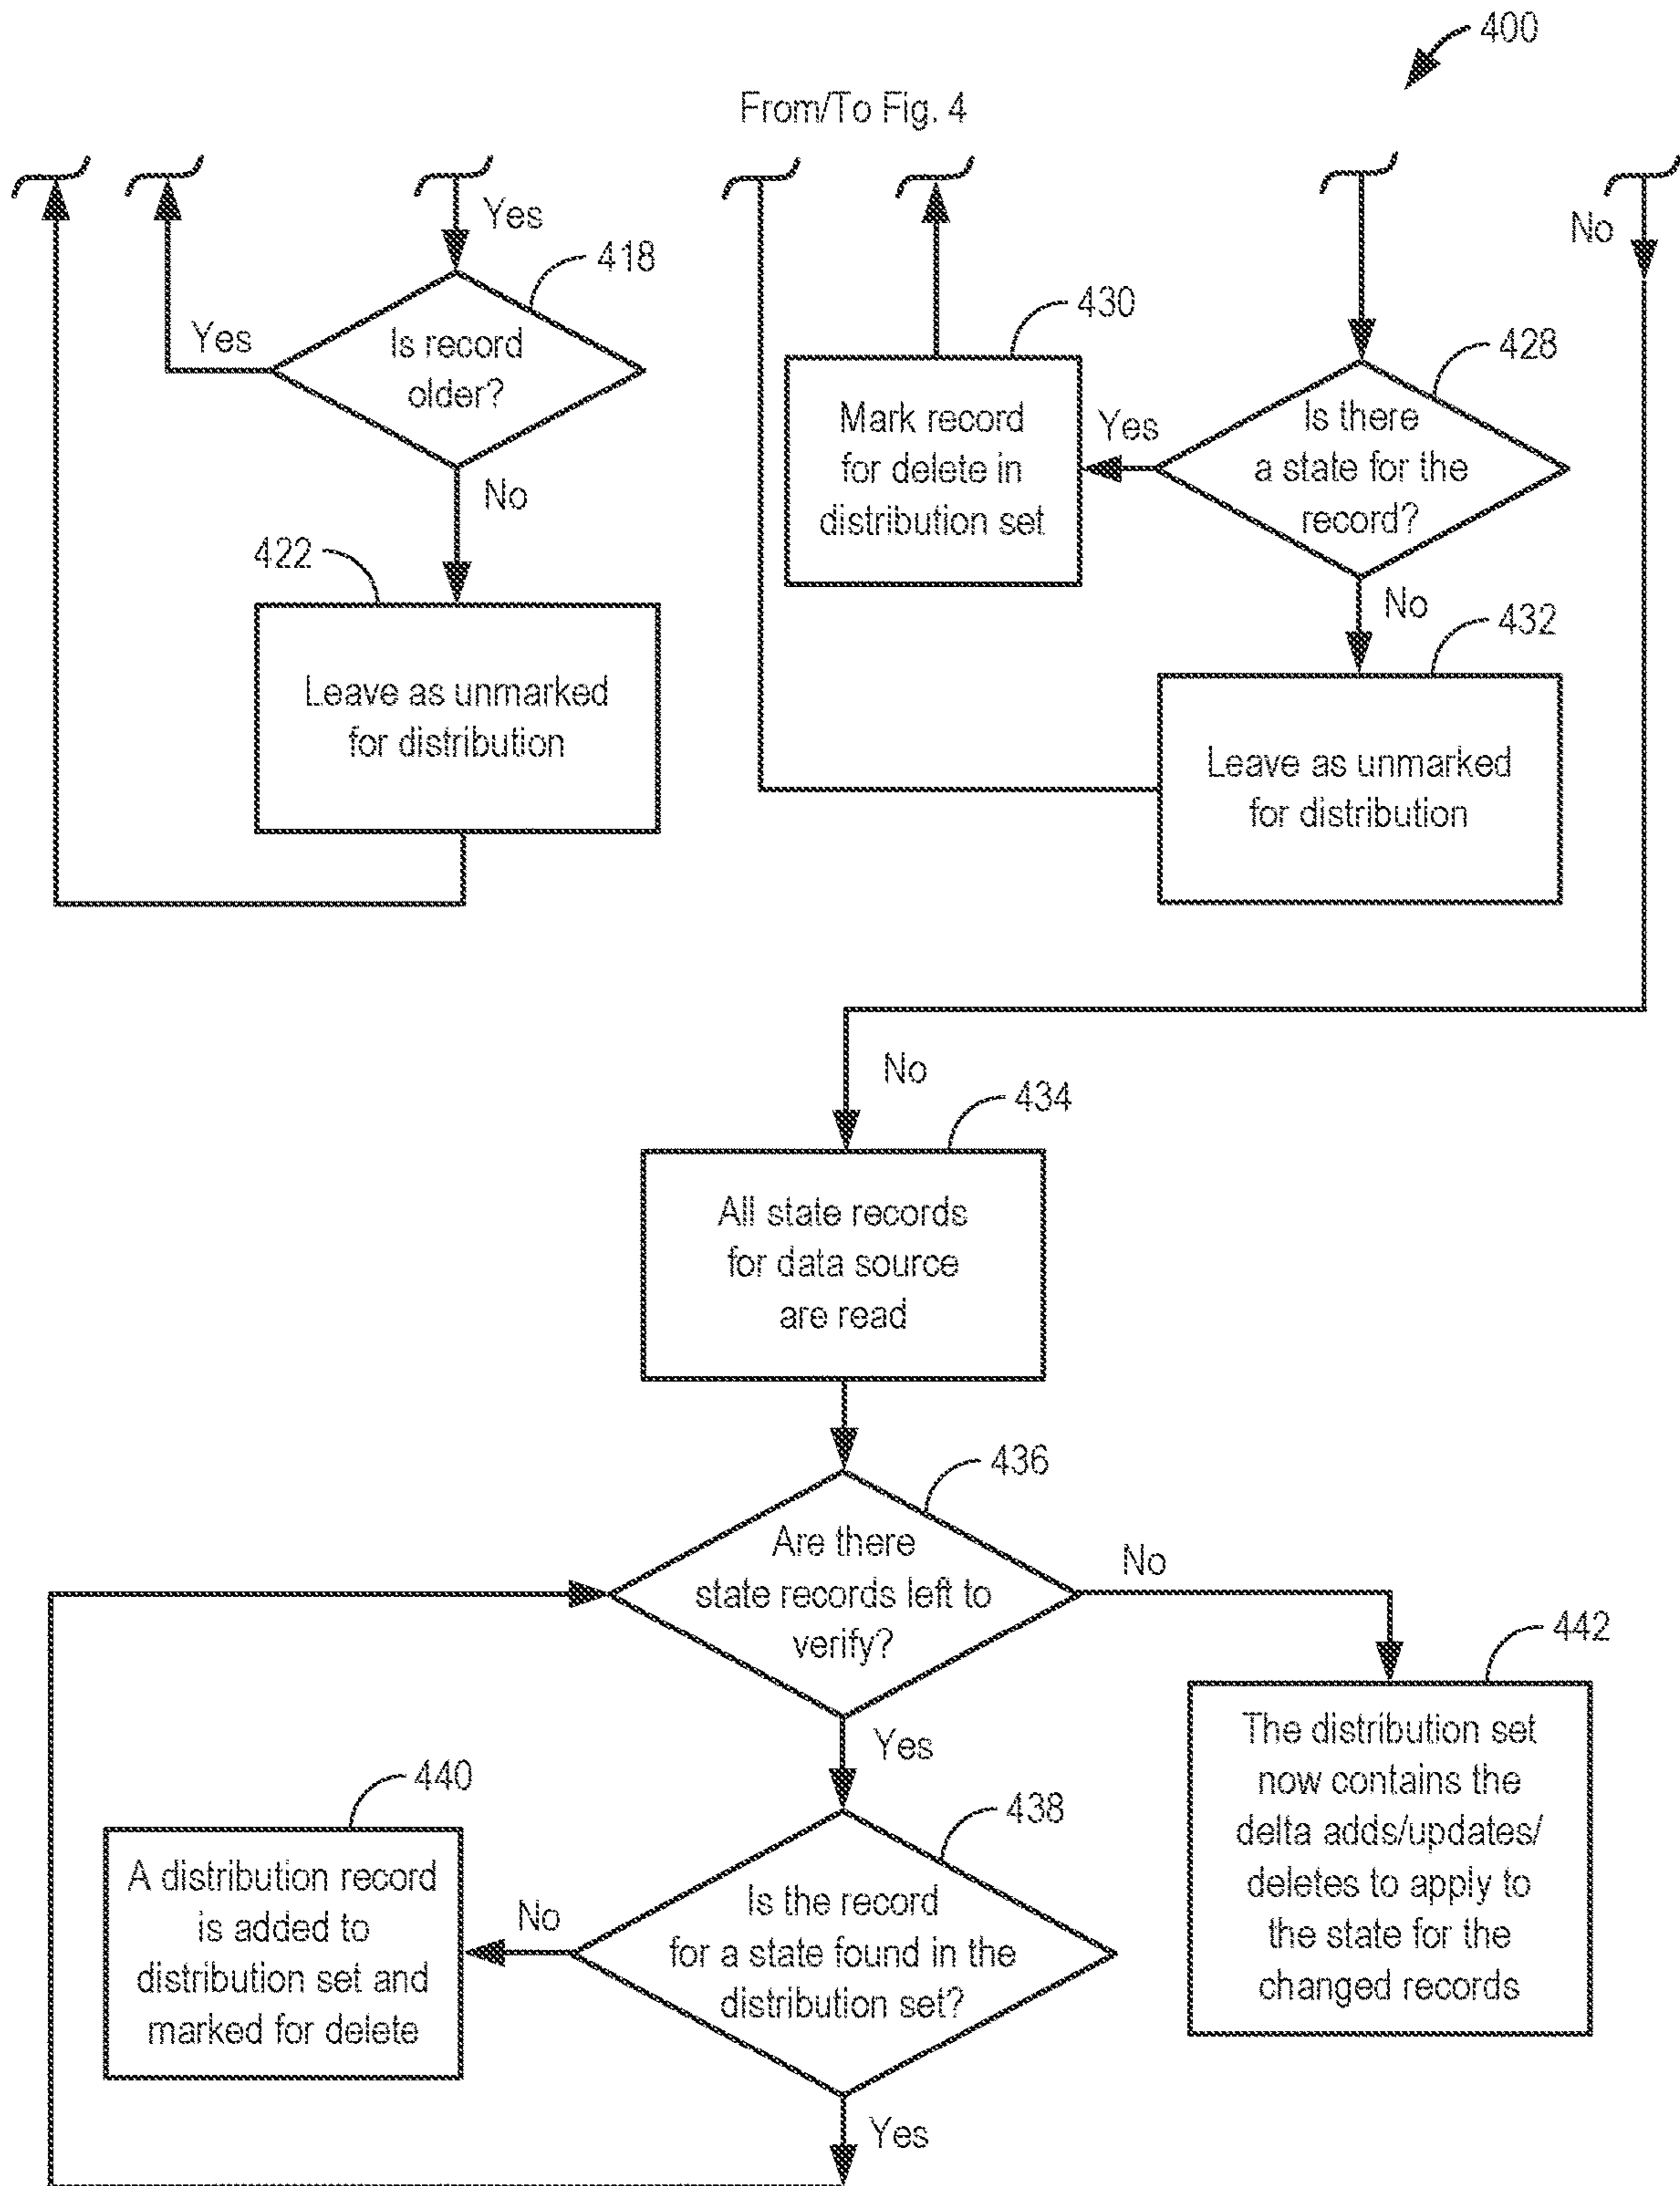 400
From/To Fig. 4
Yes
No
418
Yes
Is record
older?
No
430
Mark record
for delete in
distribution set
Yes
428
Is there
a state for the
record?
No
422
Leave as unmarked
for distribution
432
Leave as unmarked
for distribution
No
434
All state records
for data source
are read
436
Are there
state records left to
verify?
No
Yes
442
The distribution set
now contains the
delta adds/updates/
deletes to apply to
the state for the
changed records
440
A distribution record
is added to
distribution set and
marked for delete
No
438
Is the record
for a state found in the
distribution set?
Yes